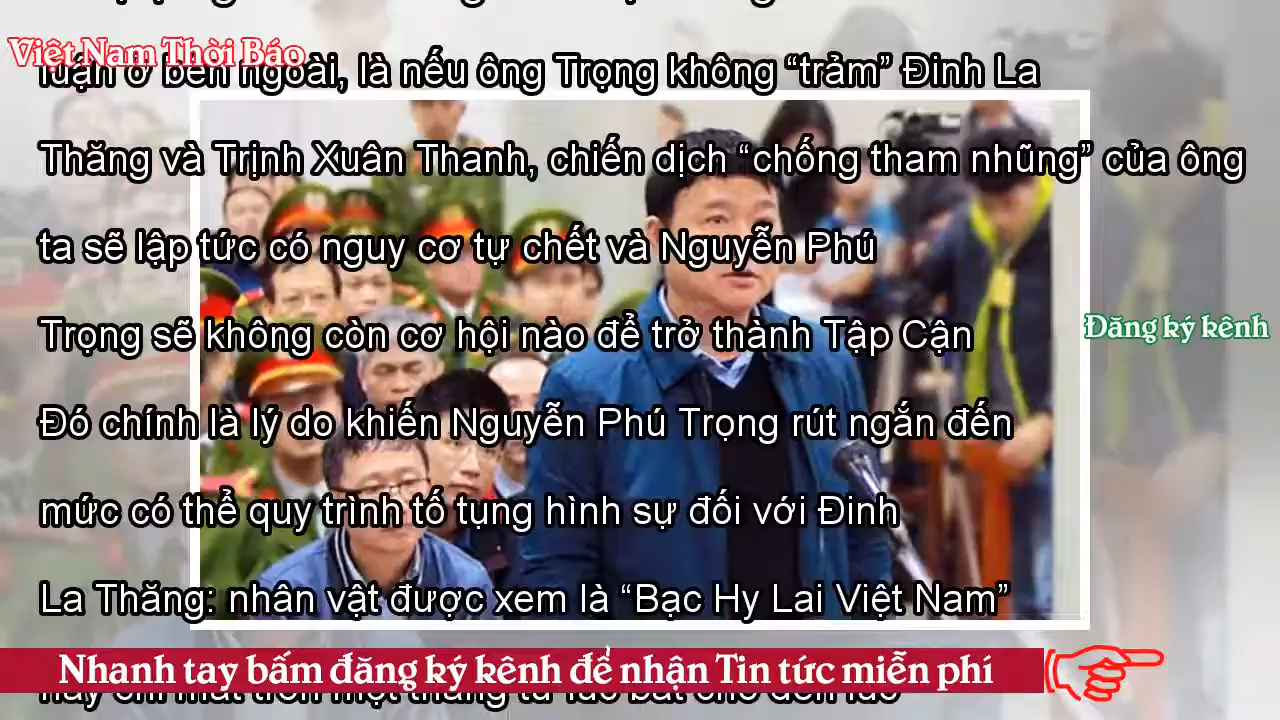 Việt Nam Thời Báo
luận ở bên ngoài, là nếu ông Trọng không “trảm” Đinh La
Thăng và Trịnh Xuân Thanh, chiến dịch “chống tham nhũng” của ông
ta sẽ lập tức có nguy cơ tự chết và Nguyễn Phú
Đăng ký kênh
Trọng sẽ không còn cơ hội nào để trở thành Tập Cận
Đó chính là lý do khiến Nguyễn Phú Trọng rút ngắn đến
mức có thể quy trình tố tụng hình sự đối với Đinh
La Thăng: nhân vật được xem là “Bạc Hy Lai Việt Nam”
Nhanh tay bấm đăng ký kênh để nhận Tin tức miễn phí